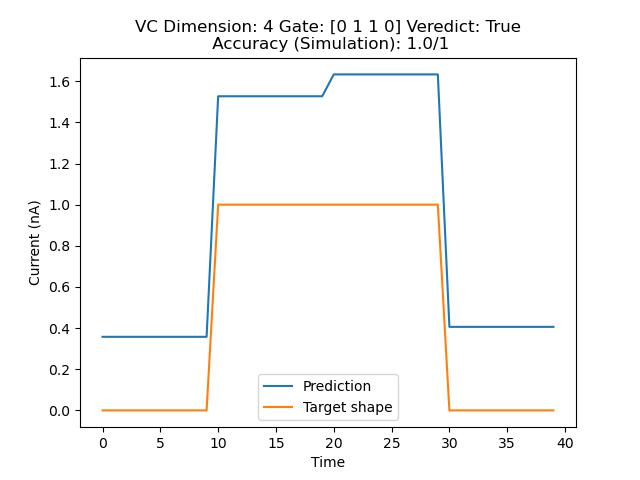 VC Dimension: 4 Gate: [0 1 1 0] Veredict: True
Accuracy (Simulation): 1.0/1
Current (nA)
1.6
1.4
1.2
1.0
0.8
0.6
0.4
0.2
0.0
Prediction
Target shape
0 5 10 15 20 25 30 35 40
Time